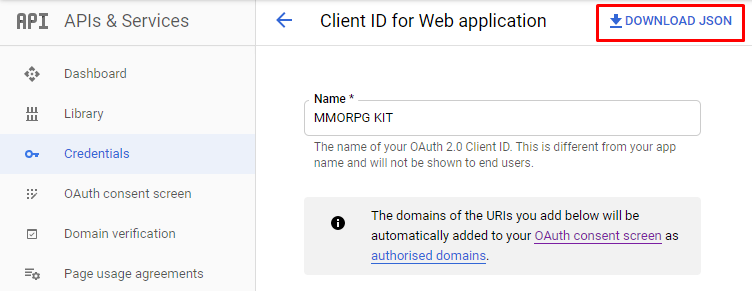 API APIs & Services
Dashboard
Library
Credentials
OAuth consent screen
Domain verification
Page usage agreements
Client ID for Web application
DOWNLOAD JSON
Name *
MMORPG KIT
The name of your OAuth 2.0 Client ID. This is different from your app
name and will not be shown to end users.
The domains of the URIs you add below will be
automatically added to your OAuth consent screen as
authorised domains.